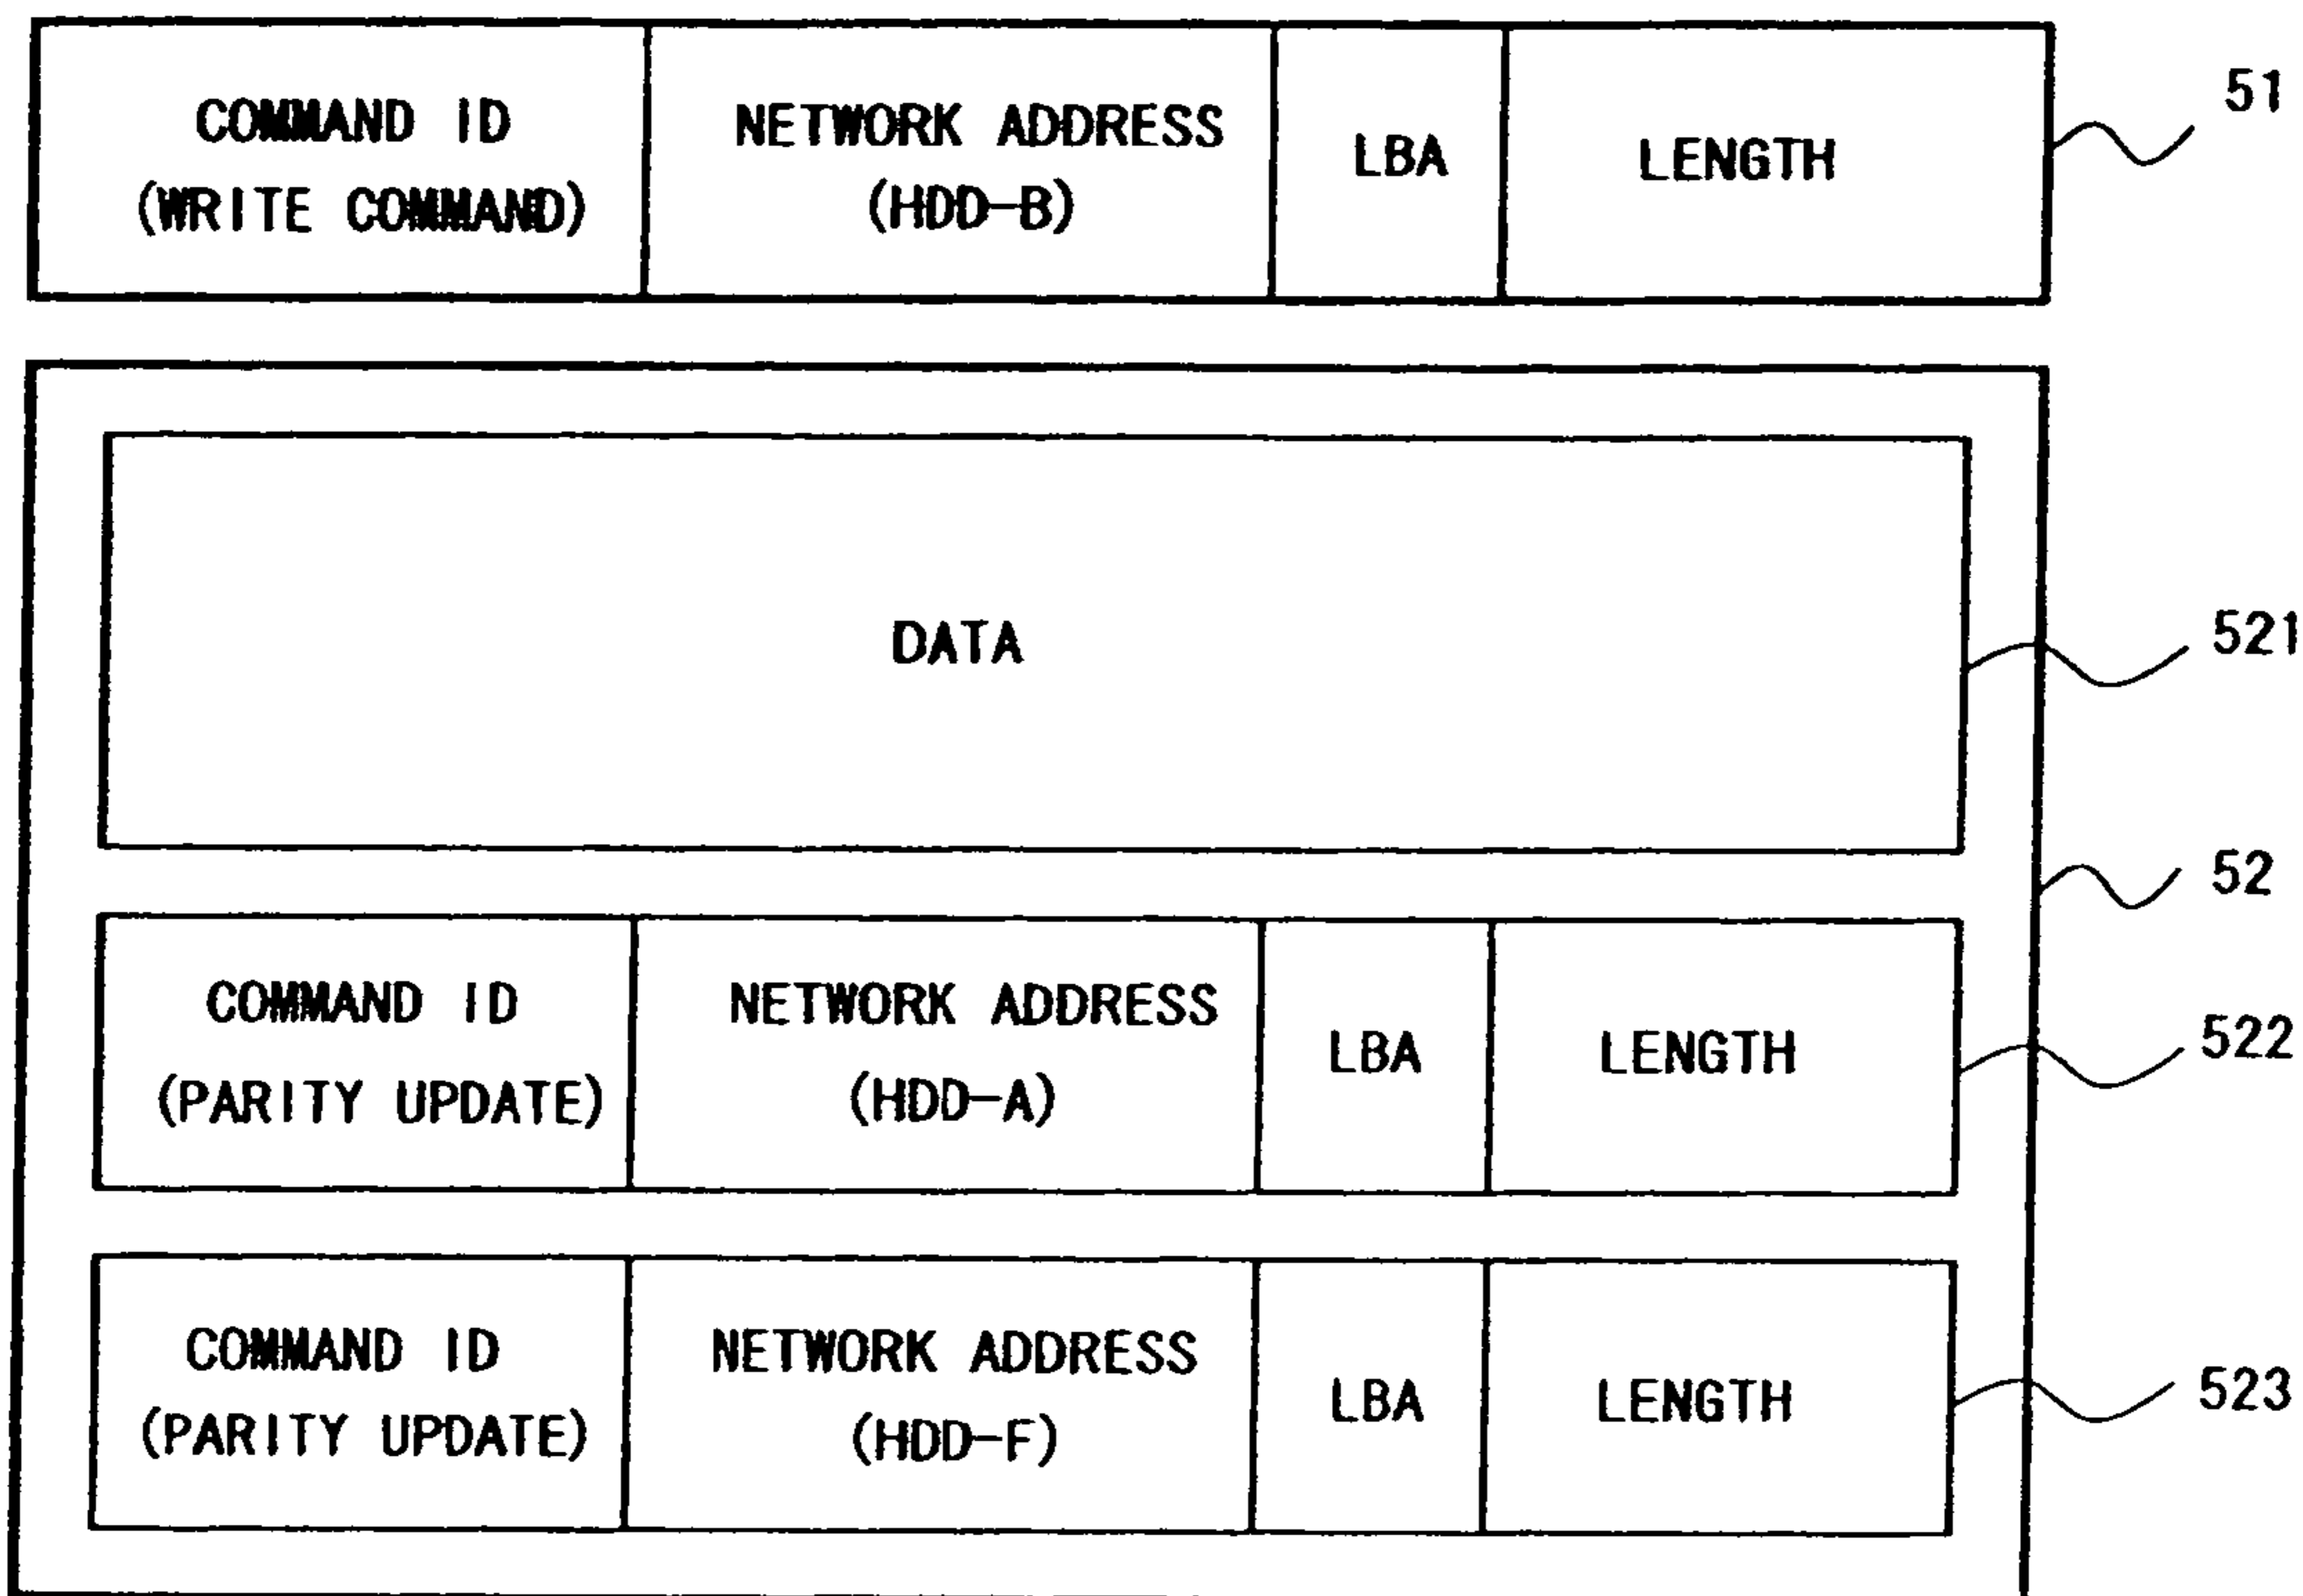 COMMAND ID
(WRITE COMMAND)
NETWORK ADDRESS
(HDD-B)
LBA
LENGTH
51
DATA
521
52
COMMAND ID
(PARITY UPDATE)
NETWORK ADDRESS
(HDD-A)
LBA
LENGTH
522
COMMAND ID
(PARITY UPDATE)
NETWORK ADDRESS
(HDD-F)
LBA
LENGTH
523